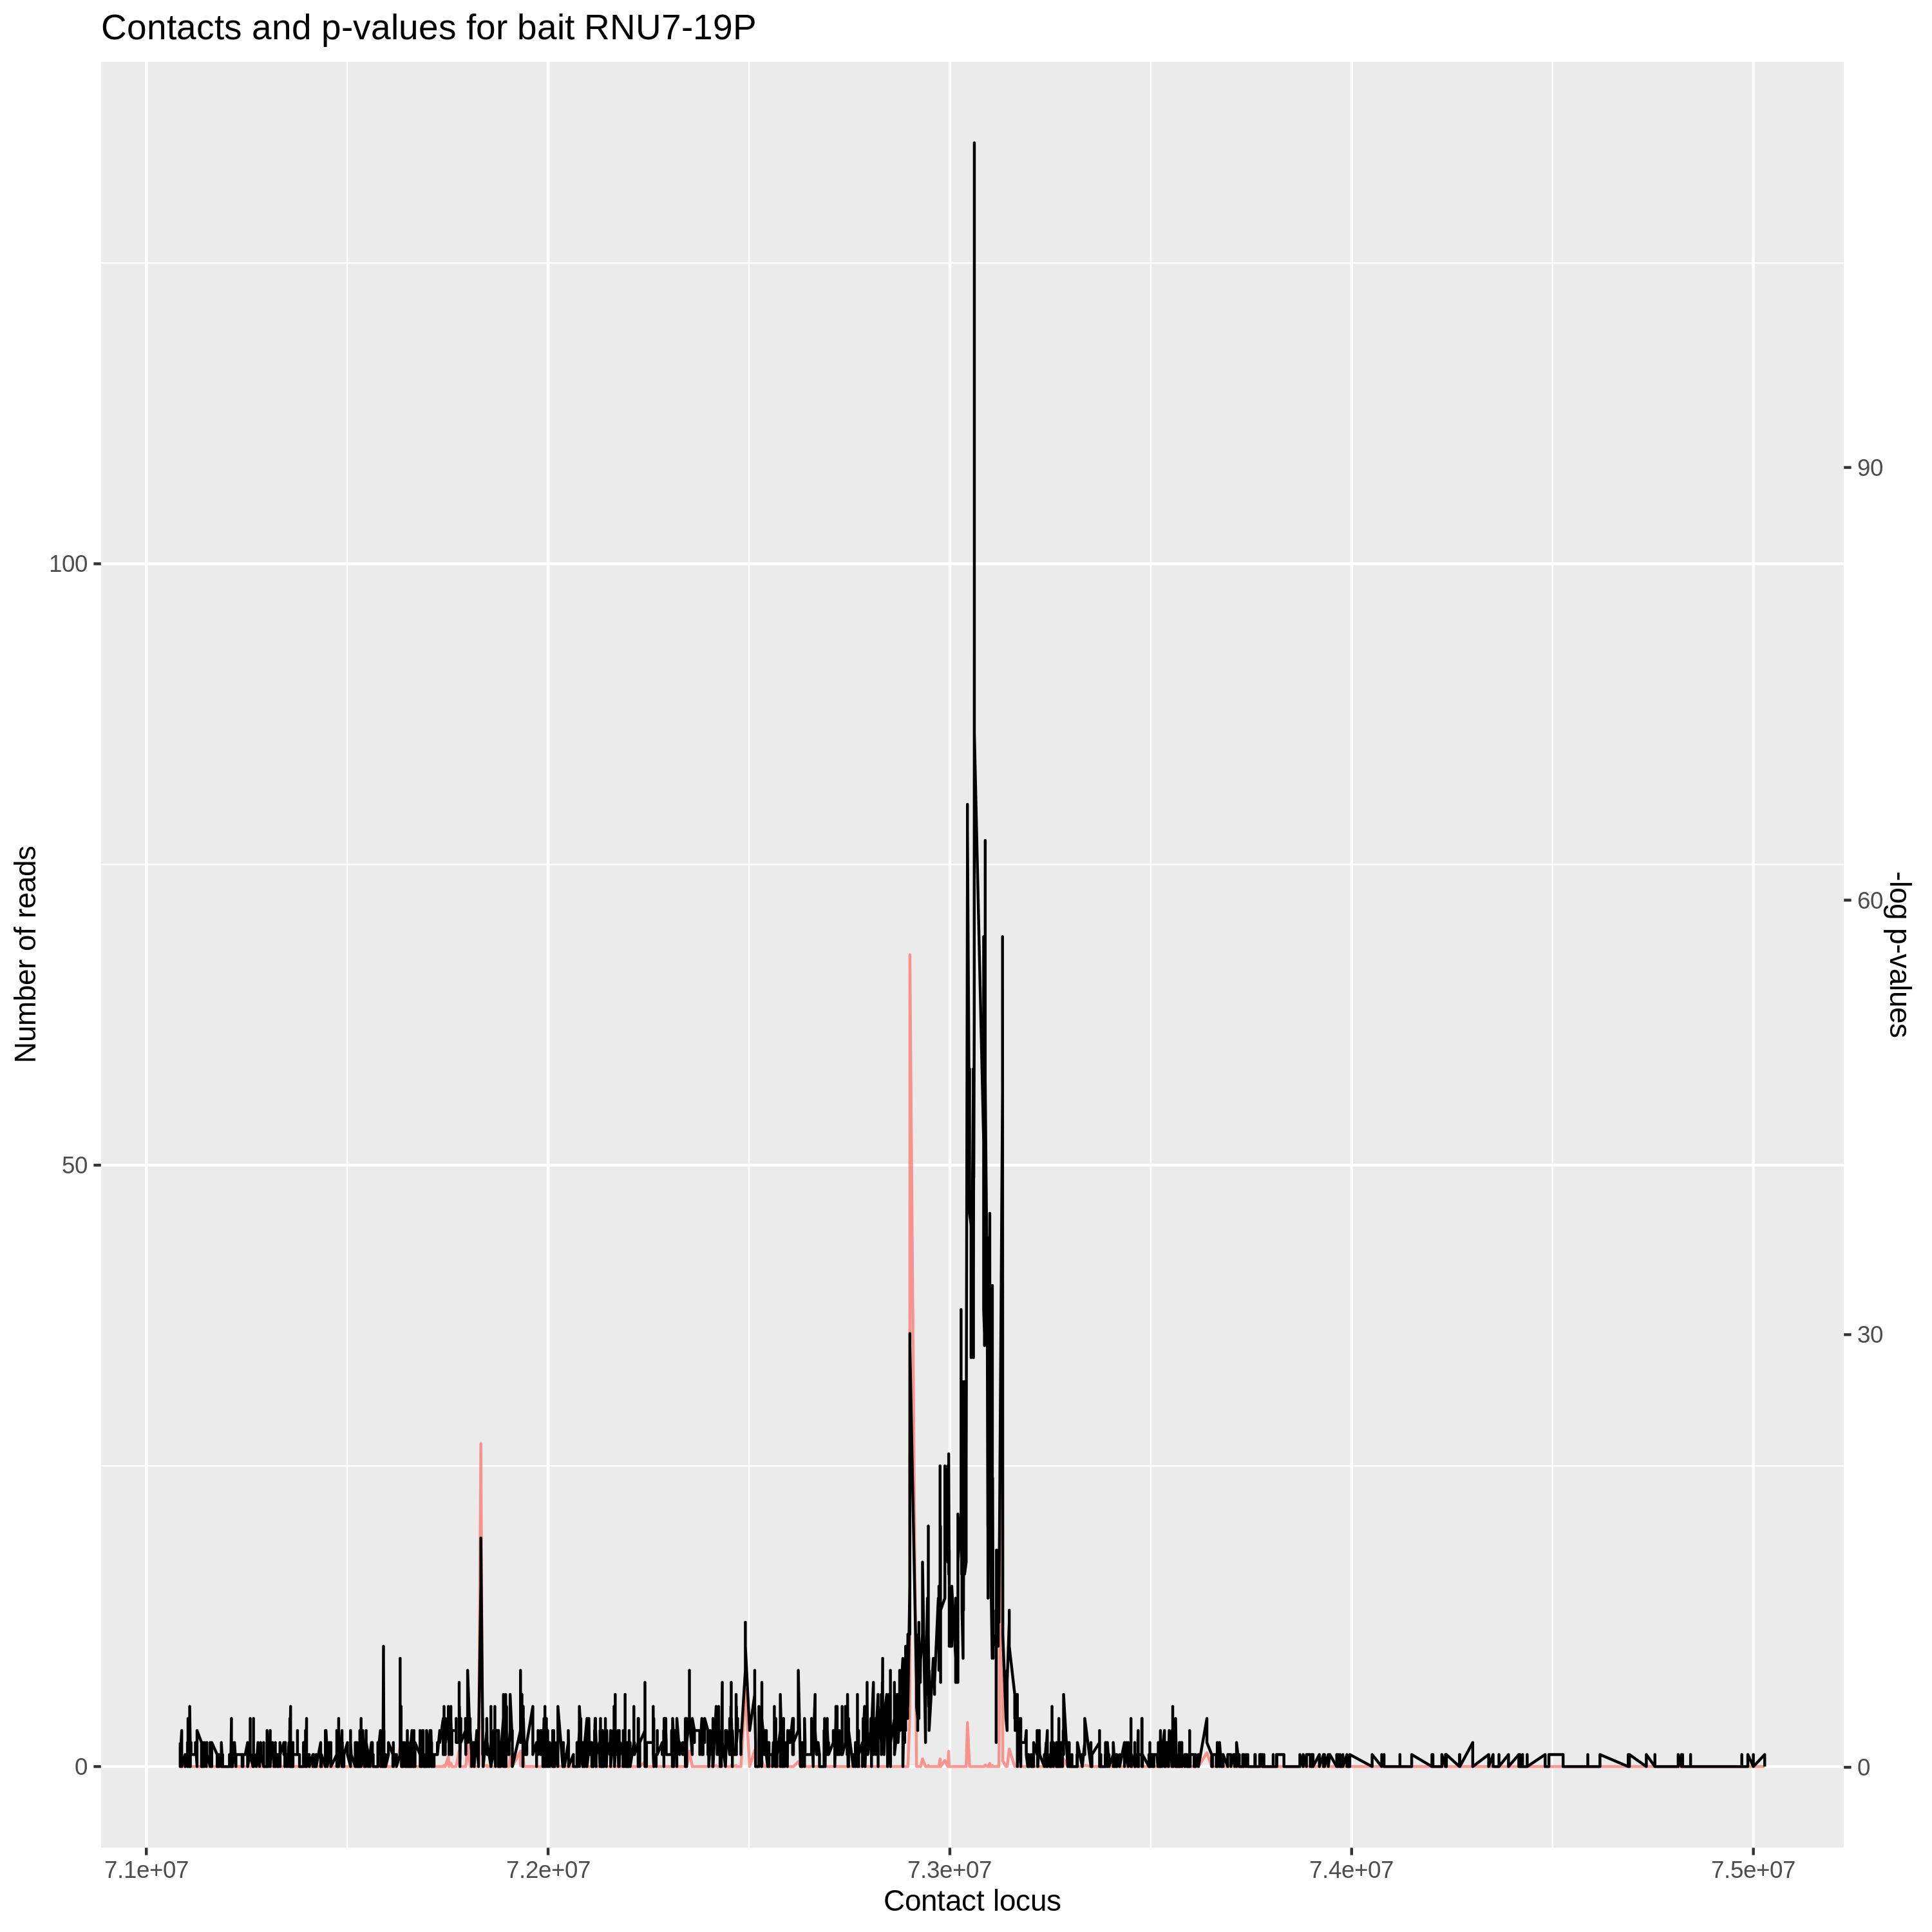 Contacts and p-values for bait RNU7-19P
Number of reads
100
50
0
90
60
30
0
-log p-values
7.1e+07
7.2e+07
7.3e+07
7.4e+07
7.5e+07
Contact locus